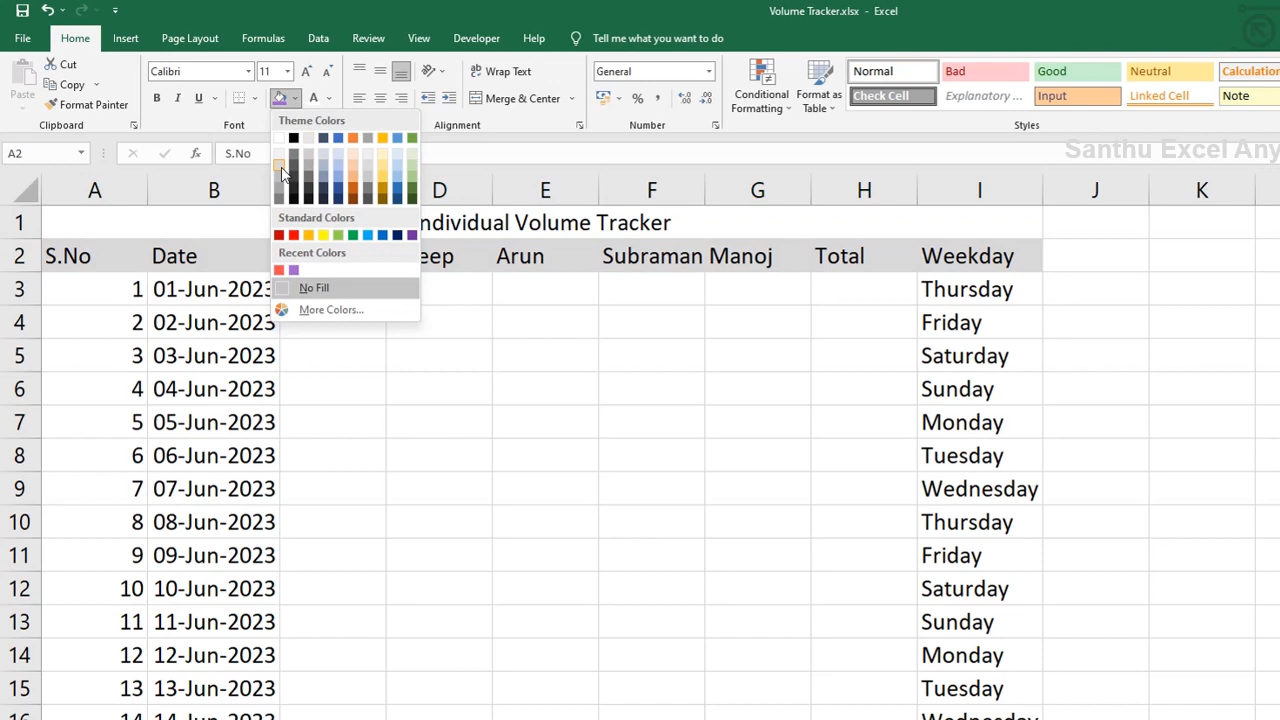 Volume Tracker.xlsx - Excel
File Home Insert Page Layout Formulas Data Review View Developer Help Tell me what you want to do
Paste
Cut
Copy
Format Painter
Clipboard
Calibri 11
B I U
Font
Wrap Text
Merge & Center
Alignment
General
Number
Conditional Formatting
Format as Table
Normal Bad Good Neutral Calculation
Check Cell Explanatory ... Input Linked Cell Note
Styles
Santhu Excel Any
A2 fx S.No
Theme Colors
Standard Colors
Recent Colors
No Fill
More Colors...
A B D E F G H I J K
1 ndividual Volume Tracker
2 S.No Date eep Arun Subraman Manoj Total Weekday
3 1 01-Jun-2023 Thursday
4 2 02-Jun-2023 Friday
5 3 03-Jun-2023 Saturday
6 4 04-Jun-2023 Sunday
7 5 05-Jun-2023 Monday
8 6 06-Jun-2023 Tuesday
9 7 07-Jun-2023 Wednesday
10 8 08-Jun-2023 Thursday
11 9 09-Jun-2023 Friday
12 10 10-Jun-2023 Saturday
13 11 11-Jun-2023 Sunday
14 12 12-Jun-2023 Monday
15 13 13-Jun-2023 Tuesday
16 14 14-Jun-2023 Wednesday